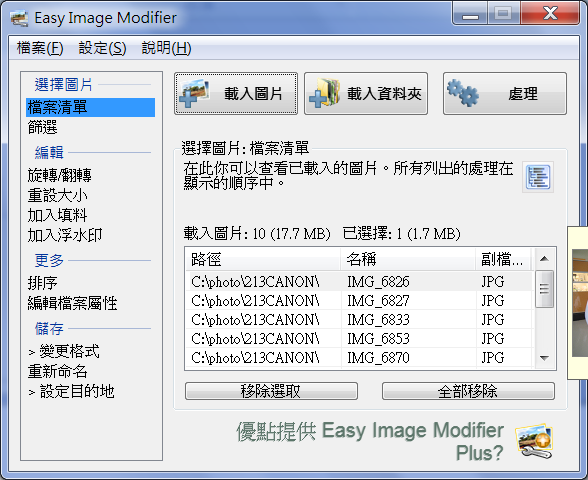 Easy Image Modifier
檔案(F) 設定(S) 說明(H)
選擇圖片
檔案清單
篩選
編輯
旋轉/翻轉
重設大小
加入填料
加入浮水印
更多
排序
編輯檔案屬性
儲存
> 變更格式
重新命名
> 設定目的地
載入圖片 載入資料夾 處理
選擇圖片: 檔案清單
在此你可以查看已載入的圖片。所有列出的處理在
顯示的順序中。
載入圖片: 10 (17.7 MB) 已選擇: 1 (1.7 MB)
路徑 名稱 副檔...
C:\photo\213CANON\ IMG_6826 JPG
C:\photo\213CANON\ IMG_6827 JPG
C:\photo\213CANON\ IMG_6833 JPG
C:\photo\213CANON\ IMG_6853 JPG
C:\photo\213CANON\ IMG_6870 JPG
移除選取 全部移除
優點提供 Easy Image Modifier
Plus?